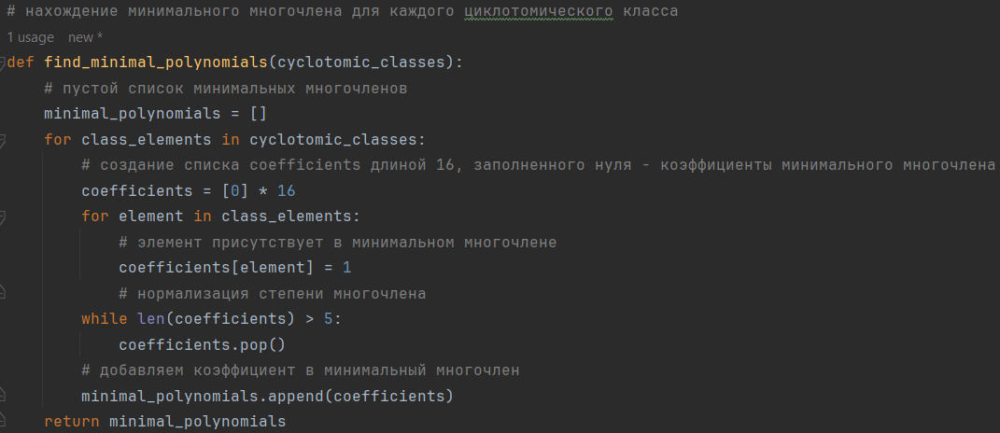 # нахождение минимального многочлена для каждого циклотомического класса
1 usage new *
def find_minimal_polynomials(cyclotomic_classes):
# пустой список минимальных многочленов
minimal_polynomials = []
for class_elements in cyclotomic_classes:
# создание списка coefficients длиной 16, заполненного нуля - коэффициенты минимального многочлена
coefficients = [0] * 16
for element in class_elements:
# элемент присутствует в минимальном многочлене
coefficients[element] = 1
# нормализация степени многочлена
while len(coefficients) > 5:
coefficients.pop()
# добавляем коэффициент в минимальный многочлен
minimal_polynomials.append(coefficients)
return minimal_polynomials